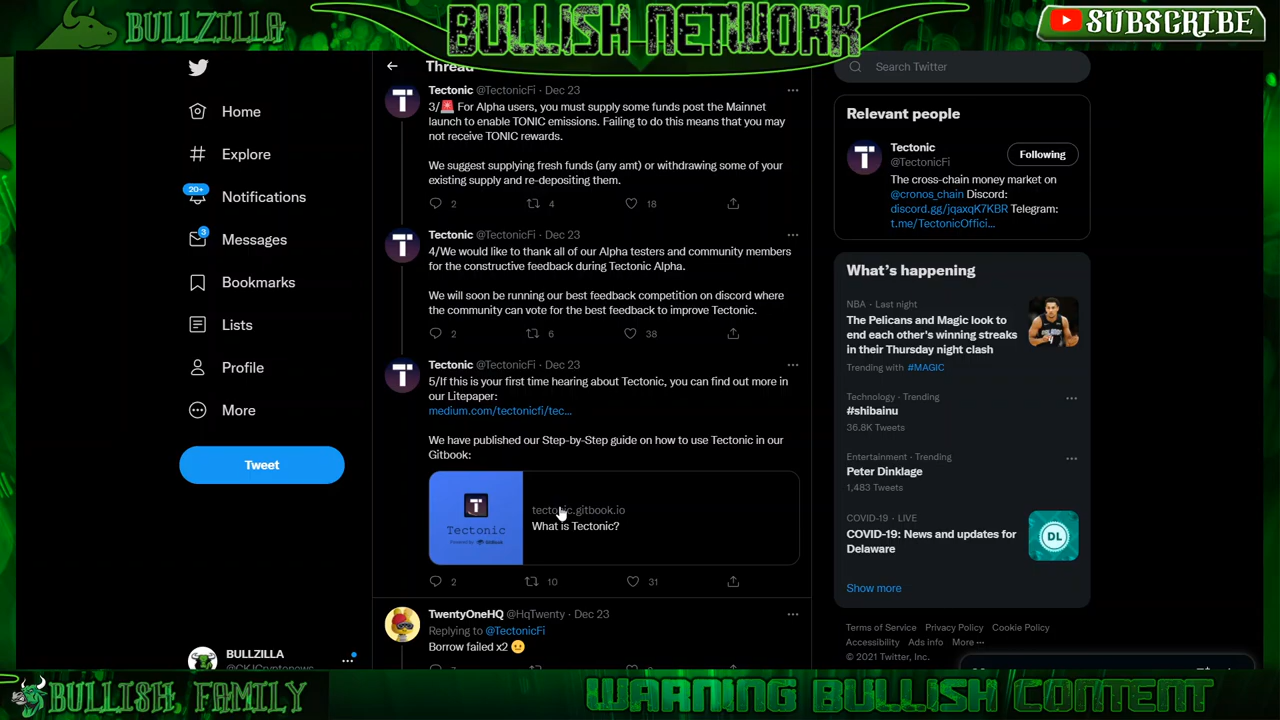 BULLZILLA
BULLISH NETWORK
SUBSCRIBE
Home
Explore
20+
Notifications
3
Messages
Bookmarks
Lists
Profile
More
Tweet
BULLZILLA
@CKJCryptonews
Thread
Tectonic @TectonicFi · Dec 23
3/🚨 For Alpha users, you must supply some funds post the Mainnet
launch to enable TONIC emissions. Failing to do this means that you may
not receive TONIC rewards.
We suggest supplying fresh funds (any amt) or withdrawing some of your
existing supply and re-depositing them.
2 4 18
Tectonic @TectonicFi · Dec 23
4/We would like to thank all of our Alpha testers and community members
for the constructive feedback during Tectonic Alpha.
We will soon be running our best feedback competition on discord where
the community can vote for the best feedback to improve Tectonic.
2 6 38
Tectonic @TectonicFi · Dec 23
5/If this is your first time hearing about Tectonic, you can find out more in
our Litepaper:
medium.com/tectonicfi/tec...
We have published our Step-by-Step guide on how to use Tectonic in our
Gitbook:
Tectonic
Powered by GitBook
tectonic.gitbook.io
What is Tectonic?
2 10 31
TwentyOneHQ @HqTwenty · Dec 23
Replying to @TectonicFi
Borrow failed x2 😕
Search Twitter
Relevant people
Tectonic
@TectonicFi
Following
The cross-chain money market on
@cronos_chain Discord:
discord.gg/jqaxqK7KBR Telegram:
t.me/TectonicOffici...
What's happening
NBA · Last night
The Pelicans and Magic look to
end each other's winning streaks
in their Thursday night clash
Trending with #MAGIC
Technology · Trending
#shibainu
36.8K Tweets
Entertainment · Trending
Peter Dinklage
1,483 Tweets
COVID-19 · LIVE
COVID-19: News and updates for
Delaware
DL
Show more
Terms of Service Privacy Policy Cookie Policy
Accessibility Ads info More ···
© 2021 Twitter, Inc.
BULLISH FAMILY
WARNING BULLISH CONTENT